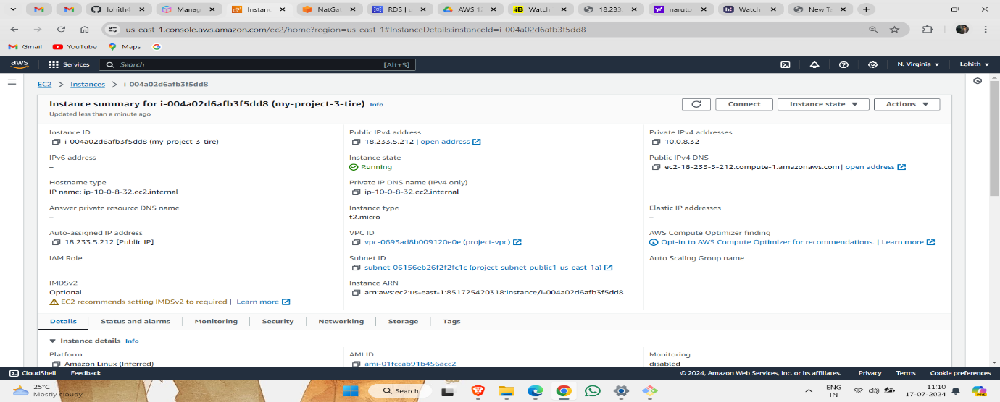 lohith4
Manag
Instanc
NatGat
RDS | u
AWS 1.
Watch
18.233.
naruto
Watch
New Ta
us-east-1.console.aws.amazon.com/ec2/home?region=us-east-1#InstanceDetails:instanceId=i-004a02d6afb3f5dd8
Gmail YouTube Maps
aws Services Search [Alt+S] N. Virginia Lohith
EC2 > Instances > i-004a02d6afb3f5dd8
Instance summary for i-004a02d6afb3f5dd8 (my-project-3-tire) Info
Updated less than a minute ago
Connect Instance state Actions
Instance ID
i-004a02d6afb3f5dd8 (my-project-3-tire)
Public IPv4 address
18.233.5.212 | open address
Private IPv4 addresses
10.0.8.32
IPv6 address
–
Instance state
Running
Public IPv4 DNS
ec2-18-233-5-212.compute-1.amazonaws.com | open address
Hostname type
IP name: ip-10-0-8-32.ec2.internal
Private IP DNS name (IPv4 only)
ip-10-0-8-32.ec2.internal
Answer private resource DNS name
–
Instance type
t2.micro
Elastic IP addresses
–
Auto-assigned IP address
18.233.5.212 [Public IP]
VPC ID
vpc-0693ad8b009120e0e (project-vpc)
AWS Compute Optimizer finding
Opt-in to AWS Compute Optimizer for recommendations. | Learn more
IAM Role
–
Subnet ID
subnet-06156eb26f2f2fc1c (project-subnet-public1-us-east-1a)
Auto Scaling Group name
–
IMDSv2
Optional
EC2 recommends setting IMDSv2 to required | Learn more
Instance ARN
arn:aws:ec2:us-east-1:851725420318:instance/i-004a02d6afb3f5dd8
Details Status and alarms Monitoring Security Networking Storage Tags
Instance details Info
Platform
Amazon Linux (Inferred)
AMI ID
ami-01fccab91b456acc2
Monitoring
disabled
CloudShell Feedback © 2024, Amazon Web Services, Inc. or its affiliates. Privacy Terms Cookie preferences
25°C
Mostly cloudy
Search
ENG
IN
11:10
17-07-2024
PRE